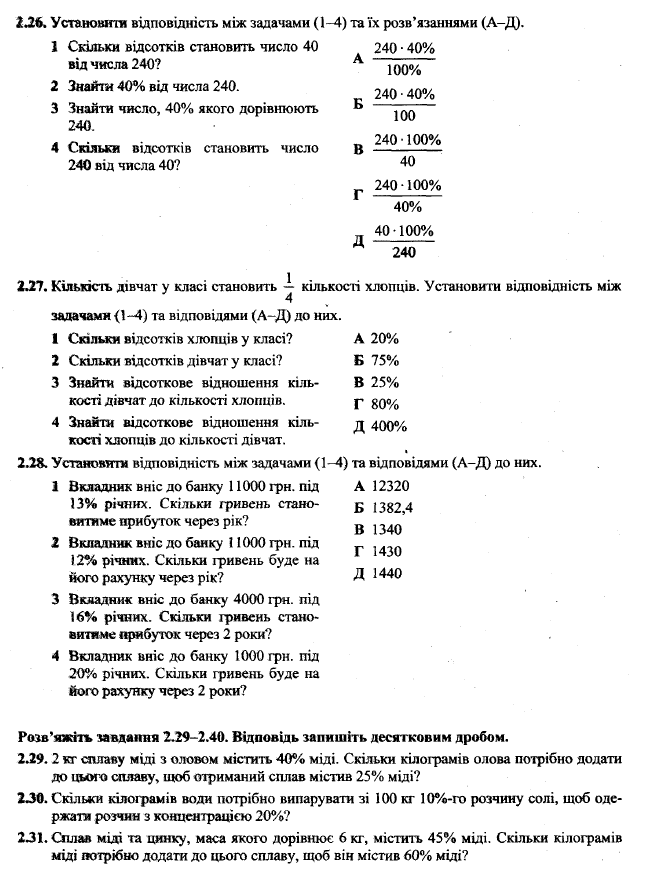 2.26. Установити відповідність між задачами (1–4) та їх розв’язаннями (А–Д).
1 Скільки відсотків становить число 40
від числа 240?
2 Знайти 40% від числа 240.
3 Знайти число, 40% якого дорівнюють
240.
4 Скільки відсотків становить число
240 від числа 40?
А 240 · 40%
100%
Б 240 · 40%
100
В 240 · 100%
40
Г 240 · 100%
40%
Д 40 · 100%
240
2.27. Кількість дівчат у класі становить 1/4 кількості хлопців. Установити відповідність між
задачами (1–4) та відповідями (А–Д) до них.
1 Скільки відсотків хлопців у класі?
2 Скільки відсотків дівчат у класі?
3 Знайти відсоткове відношення кіль-
кості дівчат до кількості хлопців.
4 Знайти відсоткове відношення кіль-
кості хлопців до кількості дівчат.
А 20%
Б 75%
В 25%
Г 80%
Д 400%
2.28. Установити відповідність між задачами (1–4) та відповідями (А–Д) до них.
1 Вкладник вніс до банку 11000 грн. під
13% річних. Скільки гривень стано-
витиме прибуток через рік?
2 Вкладник вніс до банку 11000 грн. під
12% річних. Скільки гривень буде на
його рахунку через рік?
3 Вкладник вніс до банку 4000 грн. під
16% річних. Скільки гривень стано-
витиме прибуток через 2 роки?
4 Вкладник вніс до банку 1000 грн. під
20% річних. Скільки гривень буде на
його рахунку через 2 роки?
А 12320
Б 1382,4
В 1340
Г 1430
Д 1440
Розв’яжіть завдання 2.29–2.40. Відповідь запишіть десятковим дробом.
2.29. 2 кг сплаву міді з оловом містить 40% міді. Скільки кілограмів олова потрібно додати
до цього сплаву, щоб отриманий сплав містив 25% міді?
2.30. Скільки кілограмів води потрібно випарувати зі 100 кг 10%-го розчину солі, щоб оде-
ржати розчин з концентрацією 20%?
2.31. Сплав міді та цинку, маса якого дорівнює 6 кг, містить 45% міді. Скільки кілограмів
міді потрібно додати до цього сплаву, щоб він містив 60% міді?